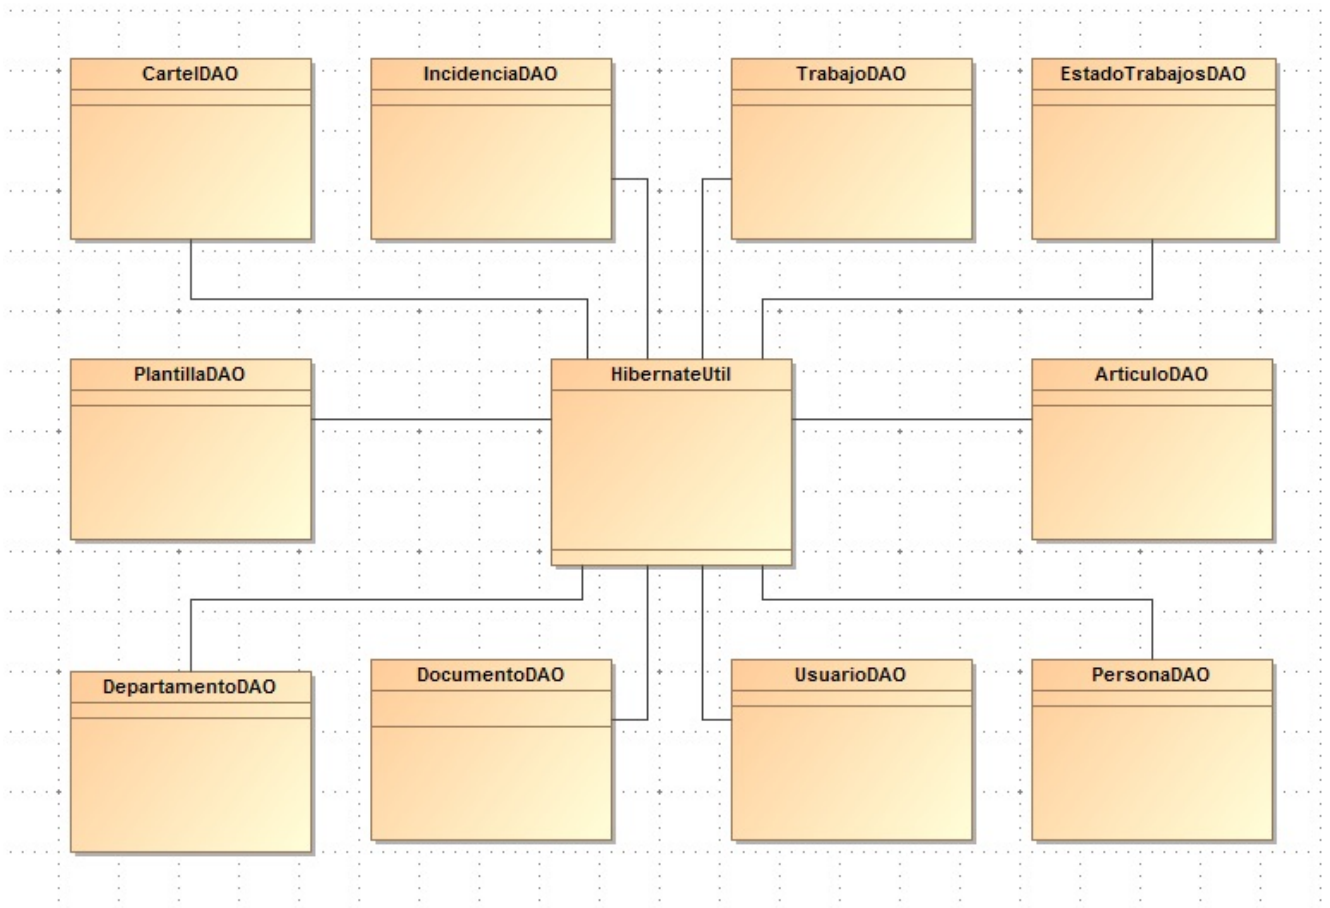 CartelDAO
IncidenciaDAO
TrabajoDAO
EstadoTrabajosDAO
PlantillaDAO
HibernateUtil
ArticuloDAO
DepartamentoDAO
DocumentoDAO
UsuarioDAO
PersonaDAO